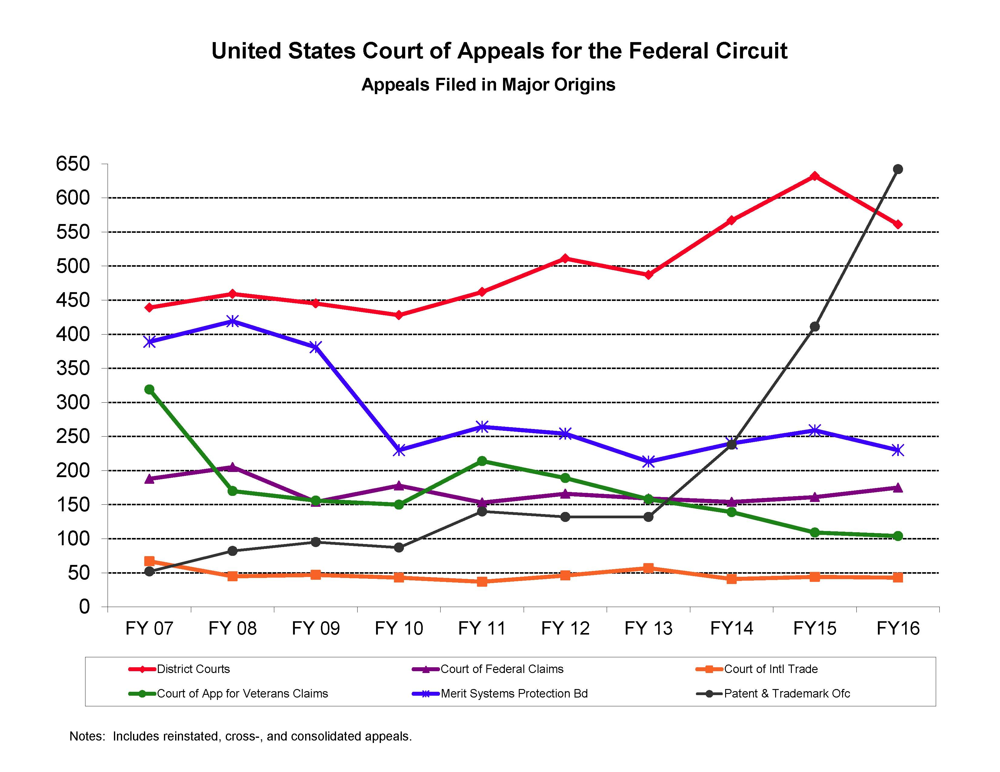 United States Court of Appeals for the Federal Circuit
Appeals Filed in Major Origins
650
600
550
500
450
400
350
300
250
200
150
100
50
0
FY 07 FY 08 FY 09 FY 10 FY 11 FY 12 FY 13 FY14 FY15 FY16
District Courts Court of Federal Claims Court of Intl Trade
Court of App for Veterans Claims Merit Systems Protection Bd Patent & Trademark Ofc
Notes: Includes reinstated, cross-, and consolidated appeals.